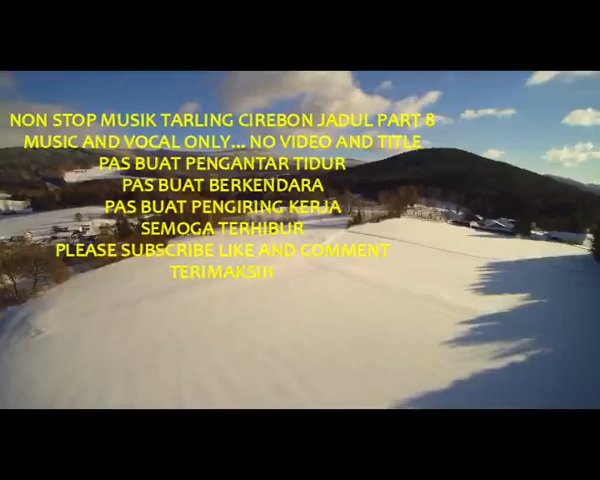 NON STOP MUSIK TARLING CIREBON JADUL PART 8
MUSIC AND VOCAL ONLY... NO VIDEO AND TITLE
PAS BUAT PENGANTAR TIDUR
PAS BUAT BERKENDARA
PAS BUAT PENGIRING KERJA
SEMOGA TERHIBUR
PLEASE SUBSCRIBE LIKE AND COMMENT
TERIMAKSIH